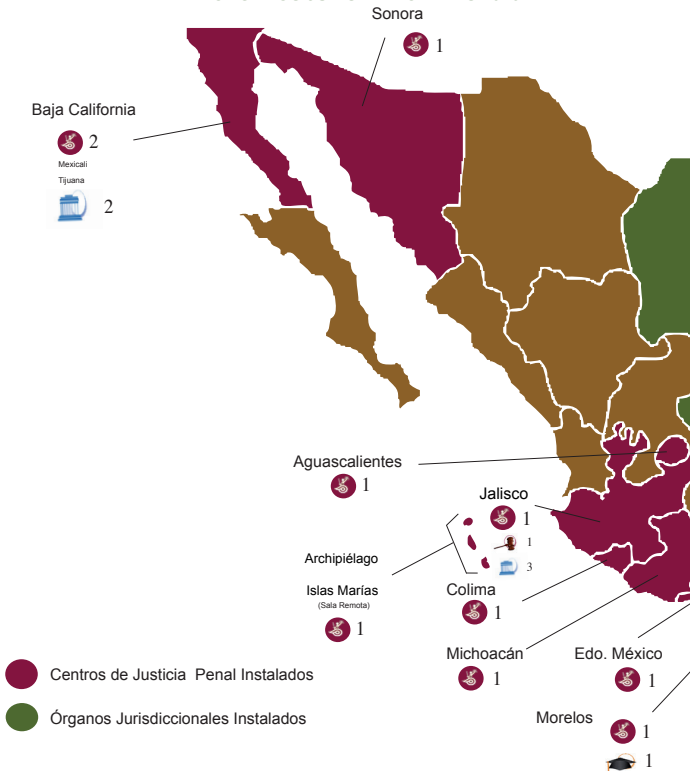 Sonora
1
Baja California
2
Mexicali
Tijuana
2
Aguascalientes
1
Jalisco
1
1
3
Archipiélago
Islas Marías
(Sala Remota)
1
Colima
1
Michoacán
1
Edo. México
1
Morelos
1
1
Centros de Justicia Penal Instalados
Órganos Jurisdiccionales Instalados